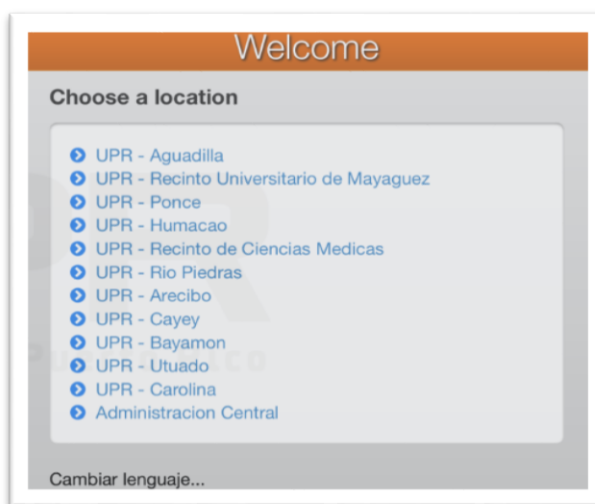 Welcome
Choose a location
UPR - Aguadilla
UPR - Recinto Universitario de Mayaguez
UPR - Ponce
UPR - Humacao
UPR - Recinto de Ciencias Medicas
UPR - Rio Piedras
UPR - Arecibo
UPR - Cayey
UPR - Bayamon
UPR - Utuado
UPR - Carolina
Administracion Central
Cambiar lenguaje...